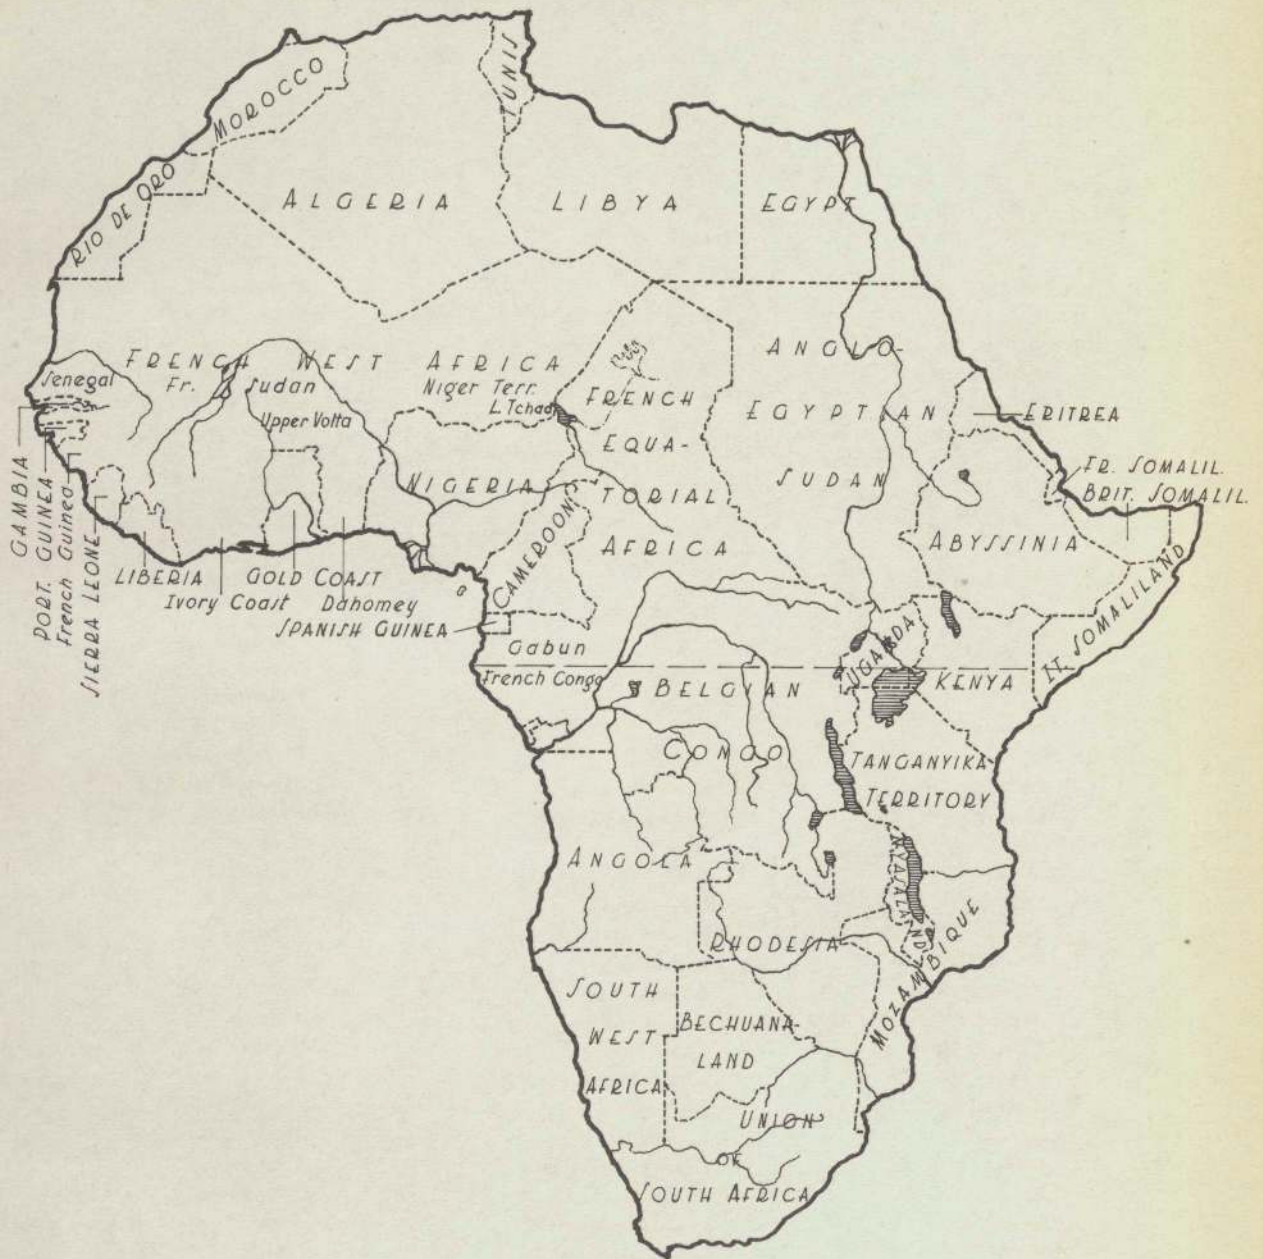 TUNIS
MOROCCO
RIO DE ORO
ALGERIA
LIBYA
EGYPT
FRENCH WEST AFRICA
Senegal
Fr. Sudan
Niger Terr.
L. Tchad
Upper Volta
FRENCH
EQUA-
TORIAL
AFRICA
ANGLO-
EGYPTIAN
SUDAN
ERITREA
FR. SOMALIL.
BRIT. SOMALIL.
NIGERIA
CAMEROON
ABYSSINIA
IT. SOMALILAND
GAMBIA
PORT. GUINEA
French Guinea
SIERRA LEONE
LIBERIA
Ivory Coast
GOLD COAST
Dahomey
SPANISH GUINEA
Gabun
French Congo
UGANDA
KENYA
BELGIAN
CONGO
TANGANYIKA
TERRITORY
ANGOLA
NYASALAND
RHODESIA
MOZAMBIQUE
SOUTH
WEST
AFRICA
BECHUANA-
LAND
UNION
OF
SOUTH AFRICA